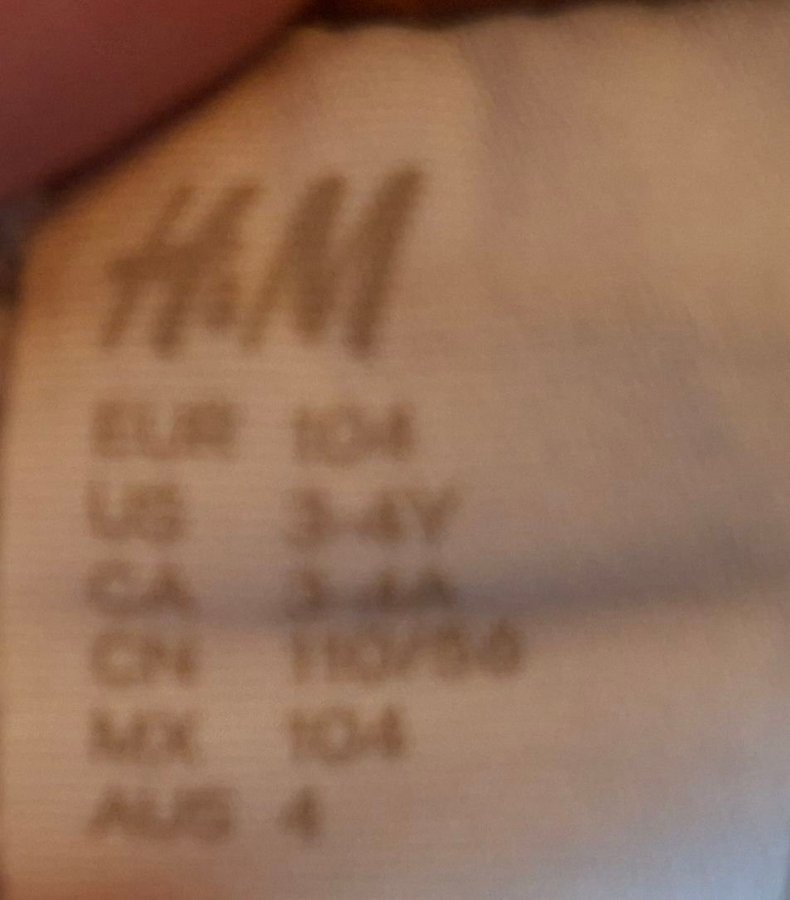 H&M
EUR 104
US 3-4Y
CA 3-4A
CN 110/56
MX 104
AUS 4